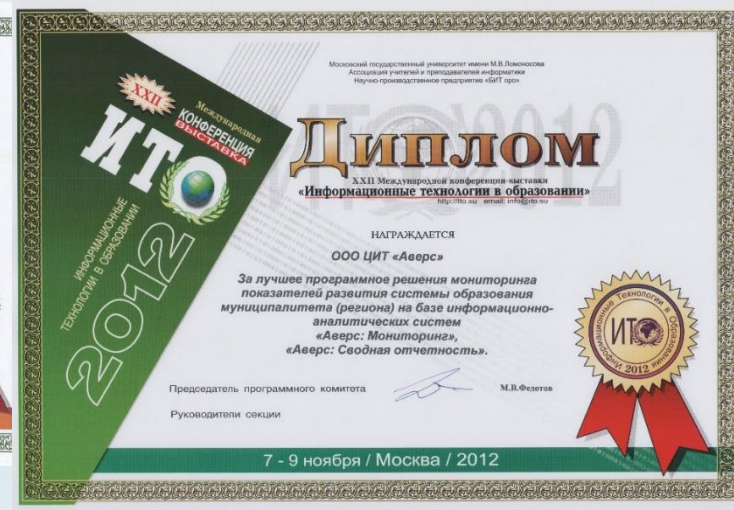 Московский государственный университет имени М.В.Ломоносова
Ассоциация учителей и преподавателей информатики
Научно-производственное предприятие «БИТ про»
XXII
Международная
КОНФЕРЕНЦИЯ
ВЫСТАВКА
ИТО
ИНФОРМАЦИОННЫЕ
ТЕХНОЛОГИИ В ОБРАЗОВАНИИ
2012
ИТО 2012
Диплом
XXII Международной конференции-выставки
«Информационные технологии в образовании»
http://ito.su email: info@ito.su
НАГРАЖДАЕТСЯ
ООО ЦИТ «Аверс»
За лучшее программное решения мониторинга
показателей развития системы образования
муниципалитета (региона) на базе информационно-
аналитических систем
«Аверс: Мониторинг»,
«Аверс: Сводная отчетность».
Председатель программного комитета М.В.Федотов
Руководители секции
Информационные Технологии в Образовании
ИТО
2012
7 - 9 ноября / Москва / 2012